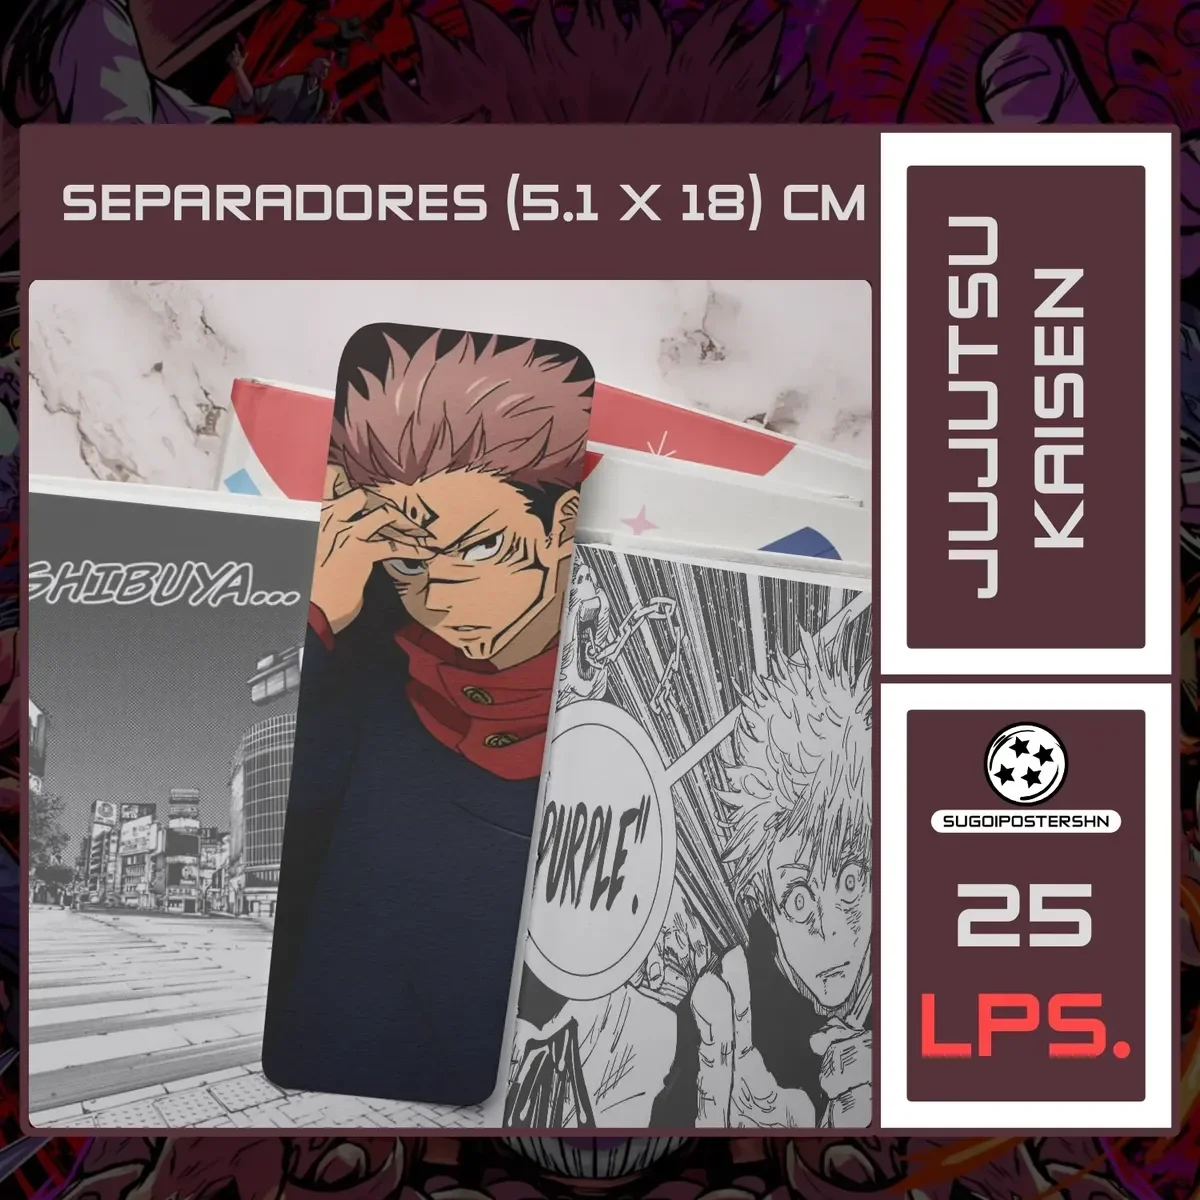 SEPARADORES (5.1 X 18) CM
JUJUTSU
KAISEN
SHIBUYA...
PURPLE".
SUGOIPOSTERSHN
25
LPS.